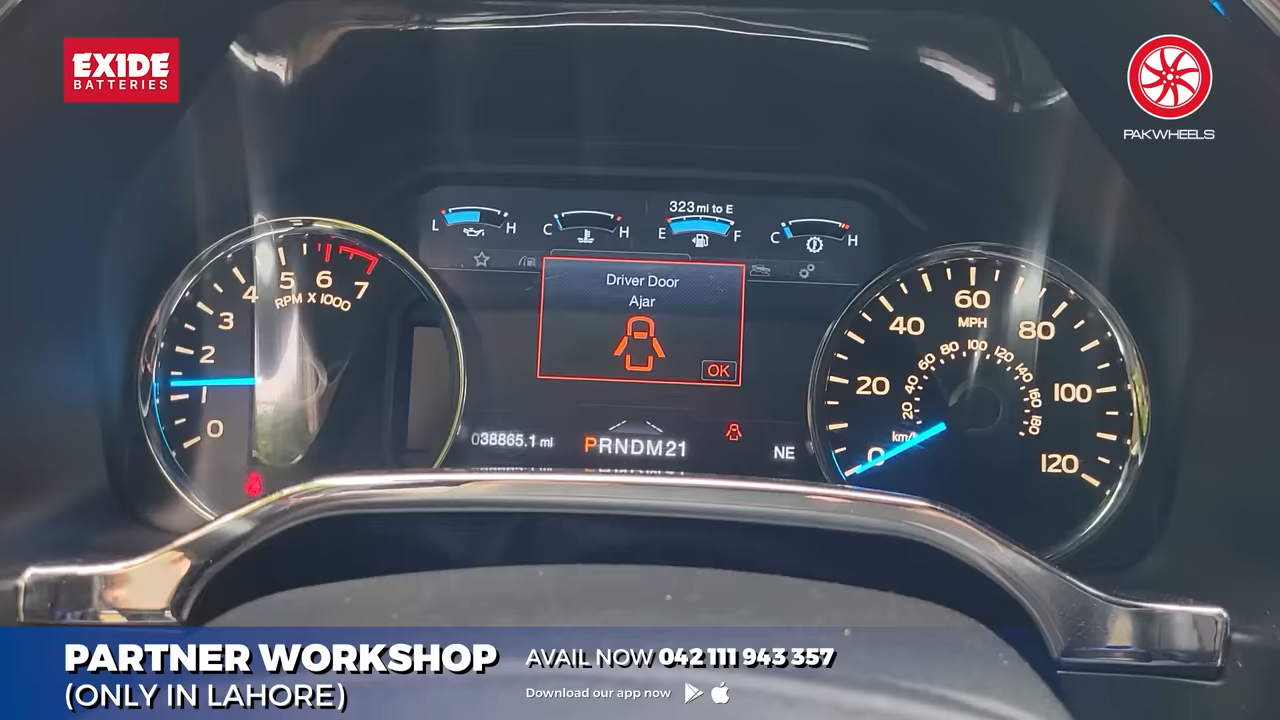 EXIDE
BATTERIES
PAKWHEELS
323 mi to E
L H
C H
E F
C H
Driver Door
Ajar
OK
0 2 3 4 5 6 7
RPM X 1000
0 20 40 60 80 100 120
MPH
20 40 60 80 100 120 140 160 180
km/h
038865.1 mi
PRNDM21
NE
PARTNER WORKSHOP
(ONLY IN LAHORE)
AVAIL NOW 042 111 943 357
Download our app now